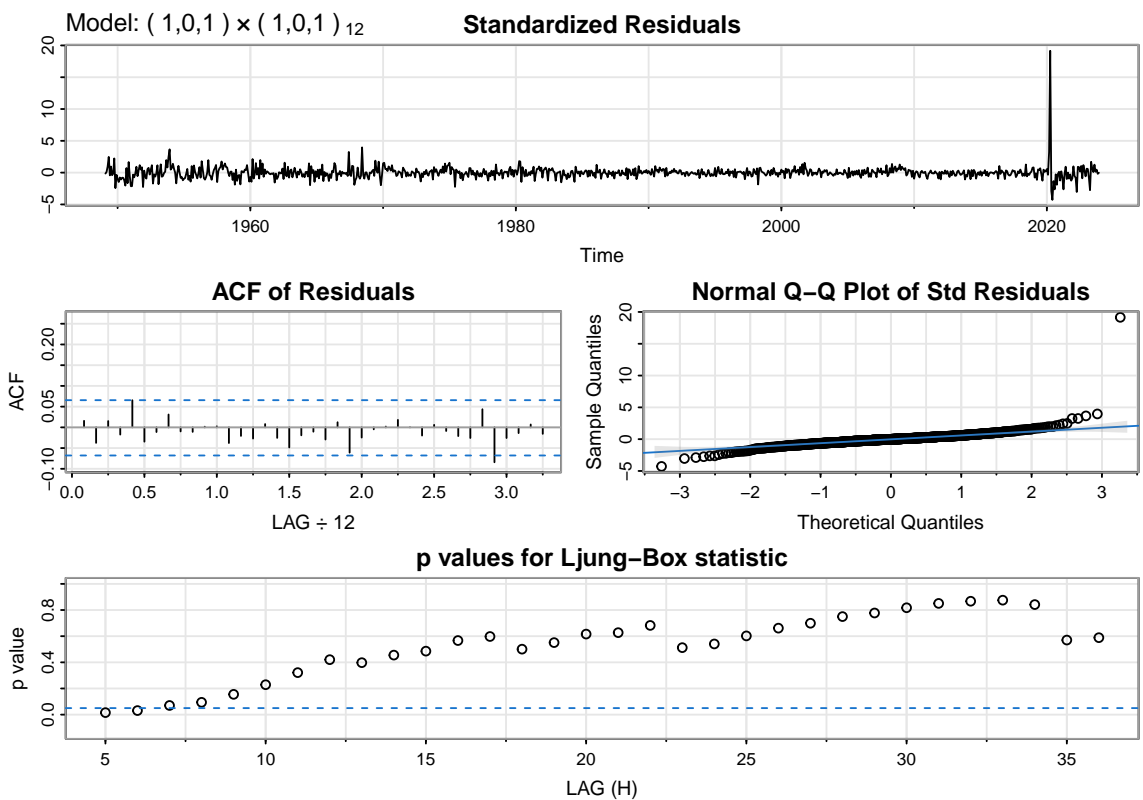 Model: ( 1,0,1 ) × ( 1,0,1 ) 12
Standardized Residuals
20
10
5
0
−5
1960 1980 2000 2020
Time
ACF of Residuals
ACF
0.20
0.05
−0.10
0.0 0.5 1.0 1.5 2.0 2.5 3.0
LAG ÷ 12
Normal Q−Q Plot of Std Residuals
Sample Quantiles
20
10
5
0
−5
−3 −2 −1 0 1 2 3
Theoretical Quantiles
p values for Ljung−Box statistic
p value
0.8
0.4
0.0
5 10 15 20 25 30 35
LAG (H)